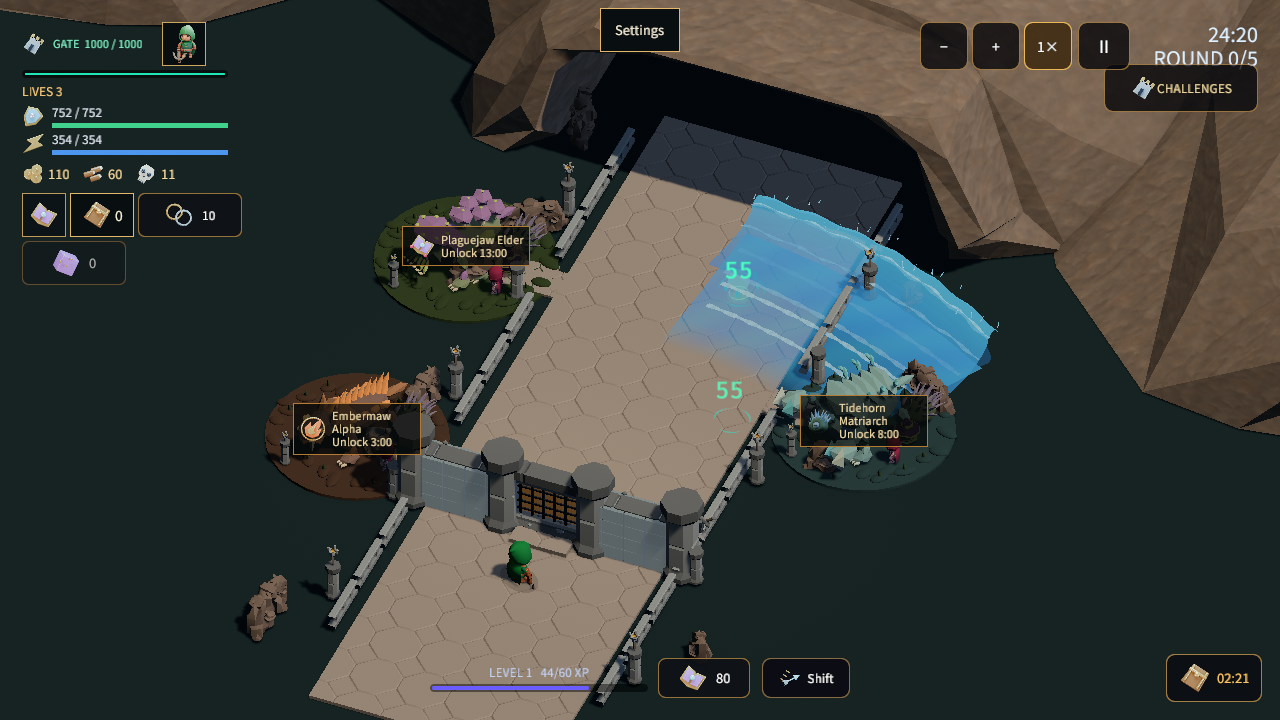 GATE 1000 / 1000
LIVES 3
752 / 752
354 / 354
110 60 11
0 10
0
Settings
− + 1× II
24:20
ROUND 0/5
CHALLENGES
Plaguejaw Elder
Unlock 13:00
55
55
Embermaw
Alpha
Unlock 3:00
Tidehorn
Matriarch
Unlock 8:00
LEVEL 1 44/60 XP
80
Shift
02:21